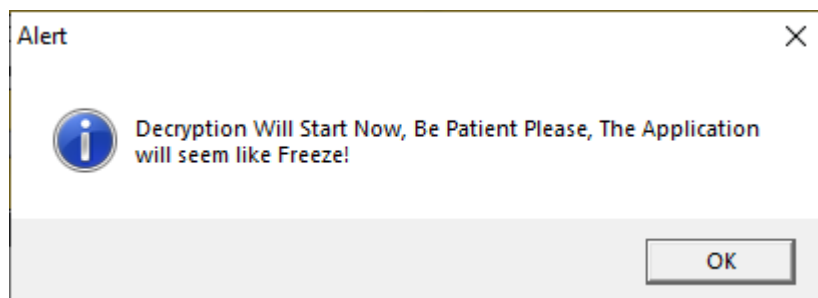 Alert
Decryption Will Start Now, Be Patient Please, The Application
will seem like Freeze!
OK